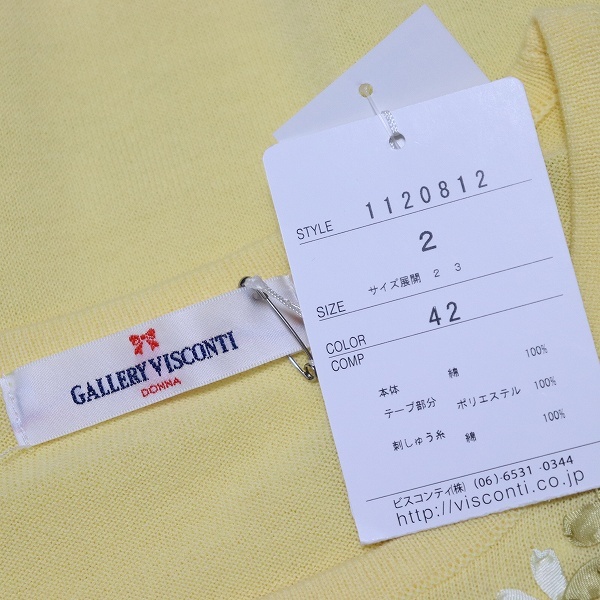 GALLERY VISCONTI
DONNA
STYLE 1120812
2
SIZE サイズ展開 2 3
COLOR 42
COMP
本体 綿 100%
テープ部分 ポリエステル 100%
刺しゅう糸 綿 100%
ビスコンティ(株) (06)-6531-0344
http://visconti.co.jp